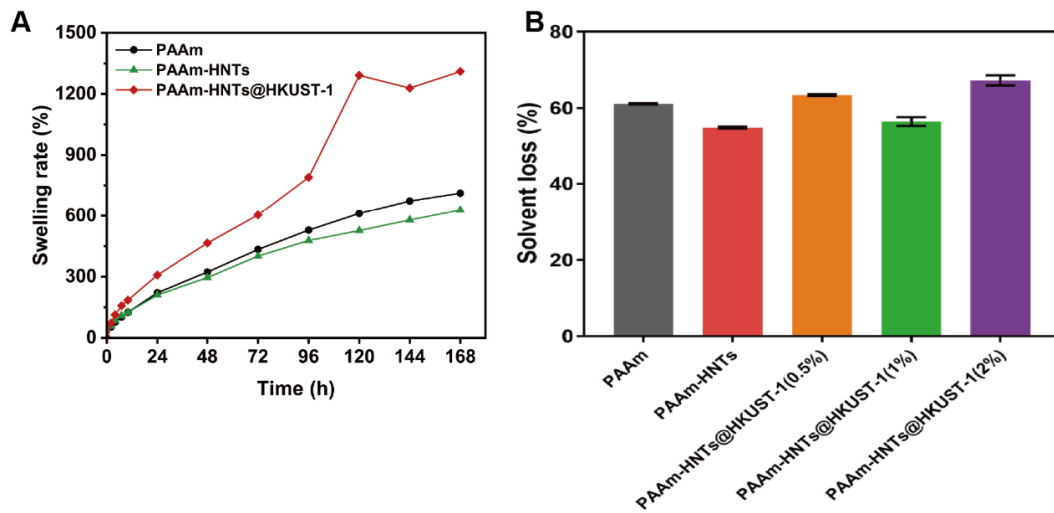 A
Swelling rate (%)
1500
1200
900
600
300
0
PAAm
PAAm-HNTs
PAAm-HNTs@HKUST-1
0 24 48 72 96 120 144 168
Time (h)
B
Solvent loss (%)
80
60
40
20
0
PAAm
PAAm-HNTs
PAAm-HNTs@HKUST-1(0.5%)
PAAm-HNTs@HKUST-1(1%)
PAAm-HNTs@HKUST-1(2%)